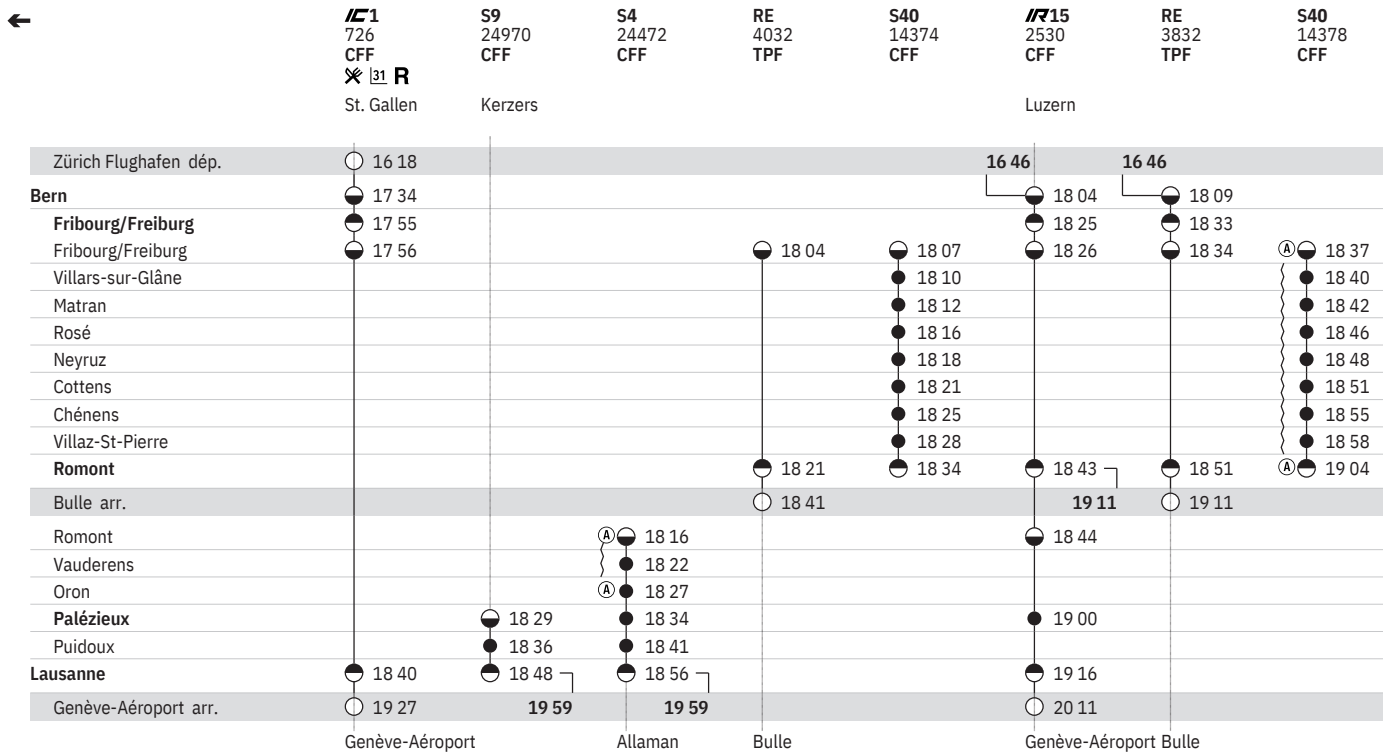 ← IC1 S9 S4 RE S40 IR15 RE S40
726 24970 24472 4032 14374 2530 3832 14378
CFF CFF CFF TPF CFF CFF TPF CFF
31 R
St. Gallen Kerzers Luzern
Zürich Flughafen dép. 16 18 16 46 16 46
Bern 17 34 18 04 18 09
Fribourg/Freiburg 17 55 18 25 18 33
Fribourg/Freiburg 17 56 18 04 18 07 18 26 18 34 A 18 37
Villars-sur-Glâne 18 10 18 40
Matran 18 12 18 42
Rosé 18 16 18 46
Neyruz 18 18 18 48
Cottens 18 21 18 51
Chénens 18 25 18 55
Villaz-St-Pierre 18 28 18 58
Romont 18 21 18 34 18 43 18 51 A 19 04
Bulle arr. 18 41 19 11 19 11
Romont A 18 16 18 44
Vauderens 18 22
Oron A 18 27
Palézieux 18 29 18 34 19 00
Puidoux 18 36 18 41
Lausanne 18 40 18 48 18 56 19 16
Genève-Aéroport arr. 19 27 19 59 19 59 20 11
Genève-Aéroport Allaman Bulle Genève-Aéroport Bulle